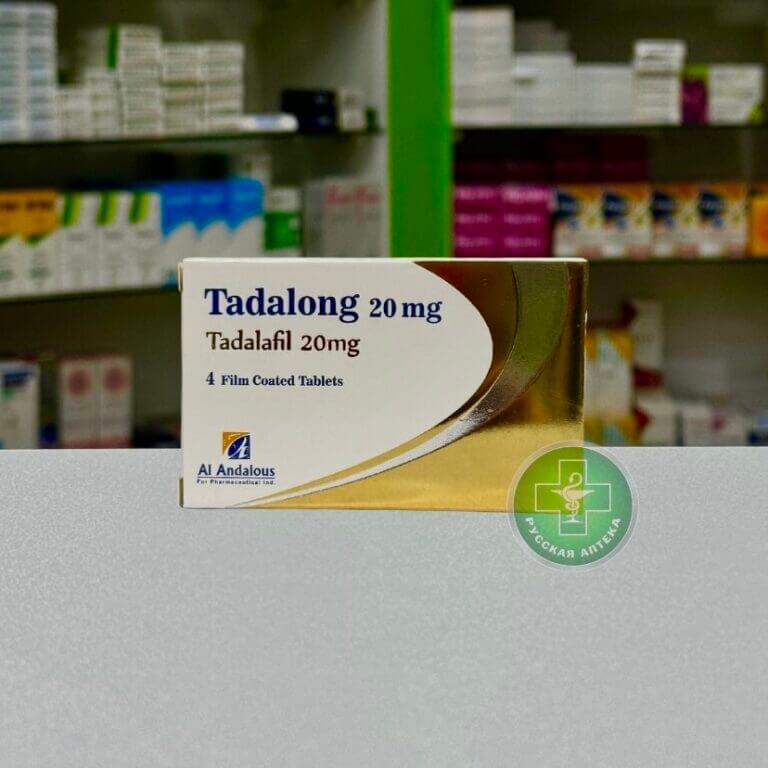 Tadalong 20 mg
Tadalafil 20mg
4 Film Coated Tablets
Al Andalous
For Pharmaceutical Ind.
РУССКАЯ АПТЕКА